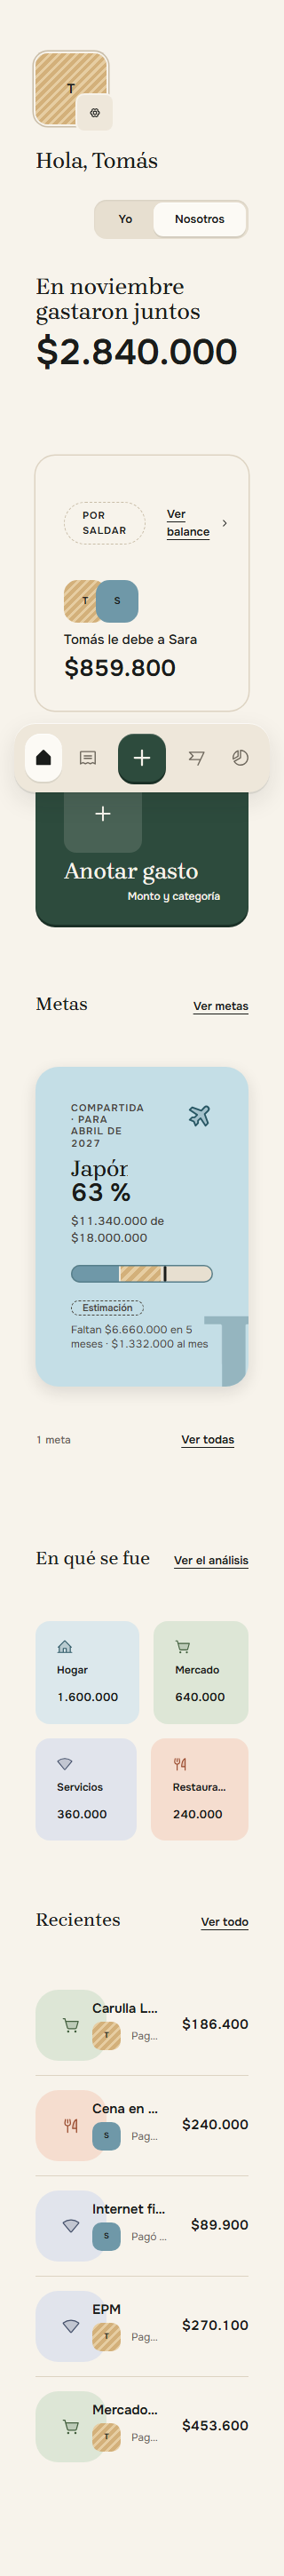 T
Hola, Tomás
Yo Nosotros
En noviembre
gastaron juntos
$2.840.000
POR
SALDAR
Ver
balance
T S
Tomás le debe a Sara
$859.800
Anotar gasto
Monto y categoría
Metas Ver metas
COMPARTIDA
· PARA
ABRIL DE
2027
Japón
63 %
$11.340.000 de
$18.000.000
Estimación
Faltan $6.660.000 en 5
meses · $1.332.000 al mes
J
1 meta Ver todas
En qué se fue Ver el análisis
Hogar
1.600.000
Mercado
640.000
Servicios
360.000
Restaura...
240.000
Recientes Ver todo
Carulla L...
T Pag...
$186.400
Cena en ...
S Pag...
$240.000
Internet fi...
S Pagó ...
$89.900
EPM
T Pag...
$270.100
Mercado...
T Pag...
$453.600